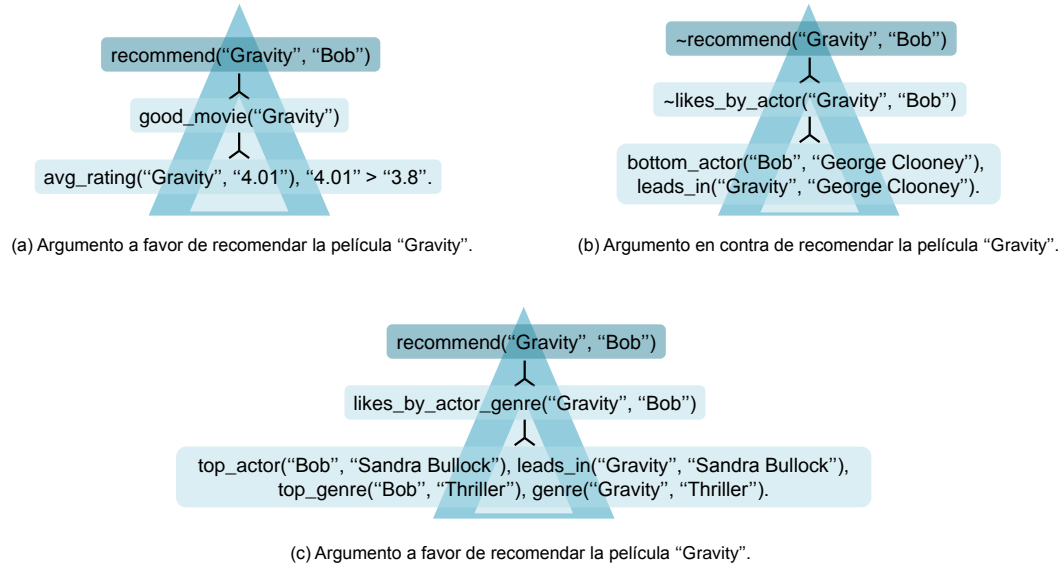 recommend(“Gravity”, “Bob”)
good_movie(“Gravity”)
avg_rating(“Gravity”, “4.01”), “4.01” > “3.8”.
(a) Argumento a favor de recomendar la película “Gravity”.
~recommend(“Gravity”, “Bob”)
~likes_by_actor(“Gravity”, “Bob”)
bottom_actor(“Bob”, “George Clooney”),
leads_in(“Gravity”, “George Clooney”).
(b) Argumento en contra de recomendar la película “Gravity”.
recommend(“Gravity”, “Bob”)
likes_by_actor_genre(“Gravity”, “Bob”)
top_actor(“Bob”, “Sandra Bullock”), leads_in(“Gravity”, “Sandra Bullock”),
top_genre(“Bob”, “Thriller”), genre(“Gravity”, “Thriller”).
(c) Argumento a favor de recomendar la película “Gravity”.